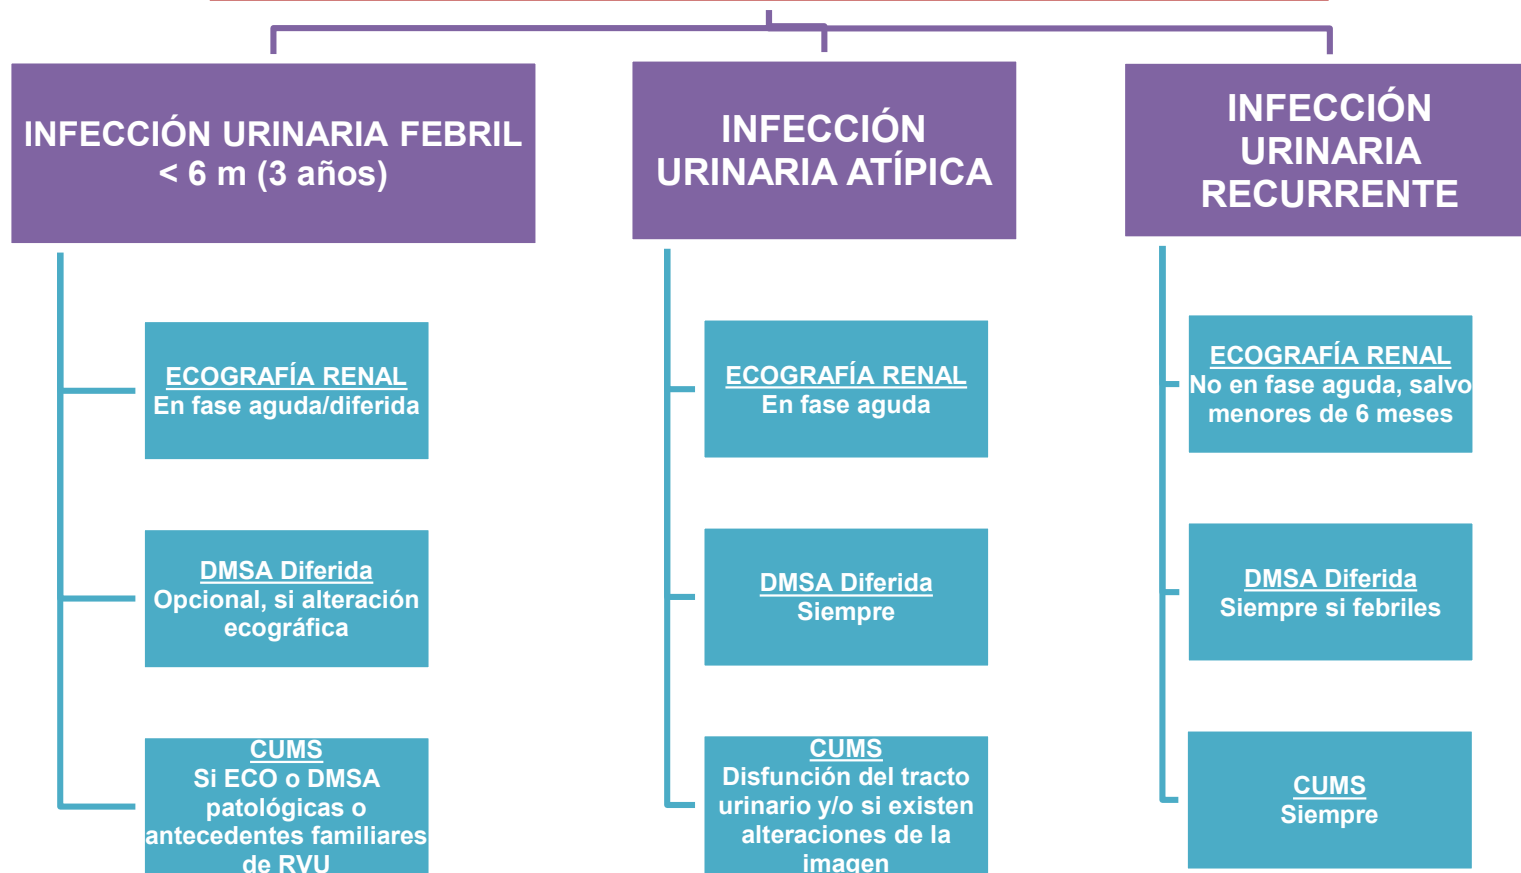 INFECCIÓN URINARIA FEBRIL
< 6 m (3 años)
ECOGRAFÍA RENAL
En fase aguda/diferida
DMSA Diferida
Opcional, si alteración
ecográfica
CUMS
Si ECO o DMSA
patológicas o
antecedentes familiares
de RVU
INFECCIÓN
URINARIA ATÍPICA
ECOGRAFÍA RENAL
En fase aguda
DMSA Diferida
Siempre
CUMS
Disfunción del tracto
urinario y/o si existen
alteraciones de la
imagen
INFECCIÓN
URINARIA
RECURRENTE
ECOGRAFÍA RENAL
No en fase aguda, salvo
menores de 6 meses
DMSA Diferida
Siempre si febriles
CUMS
Siempre